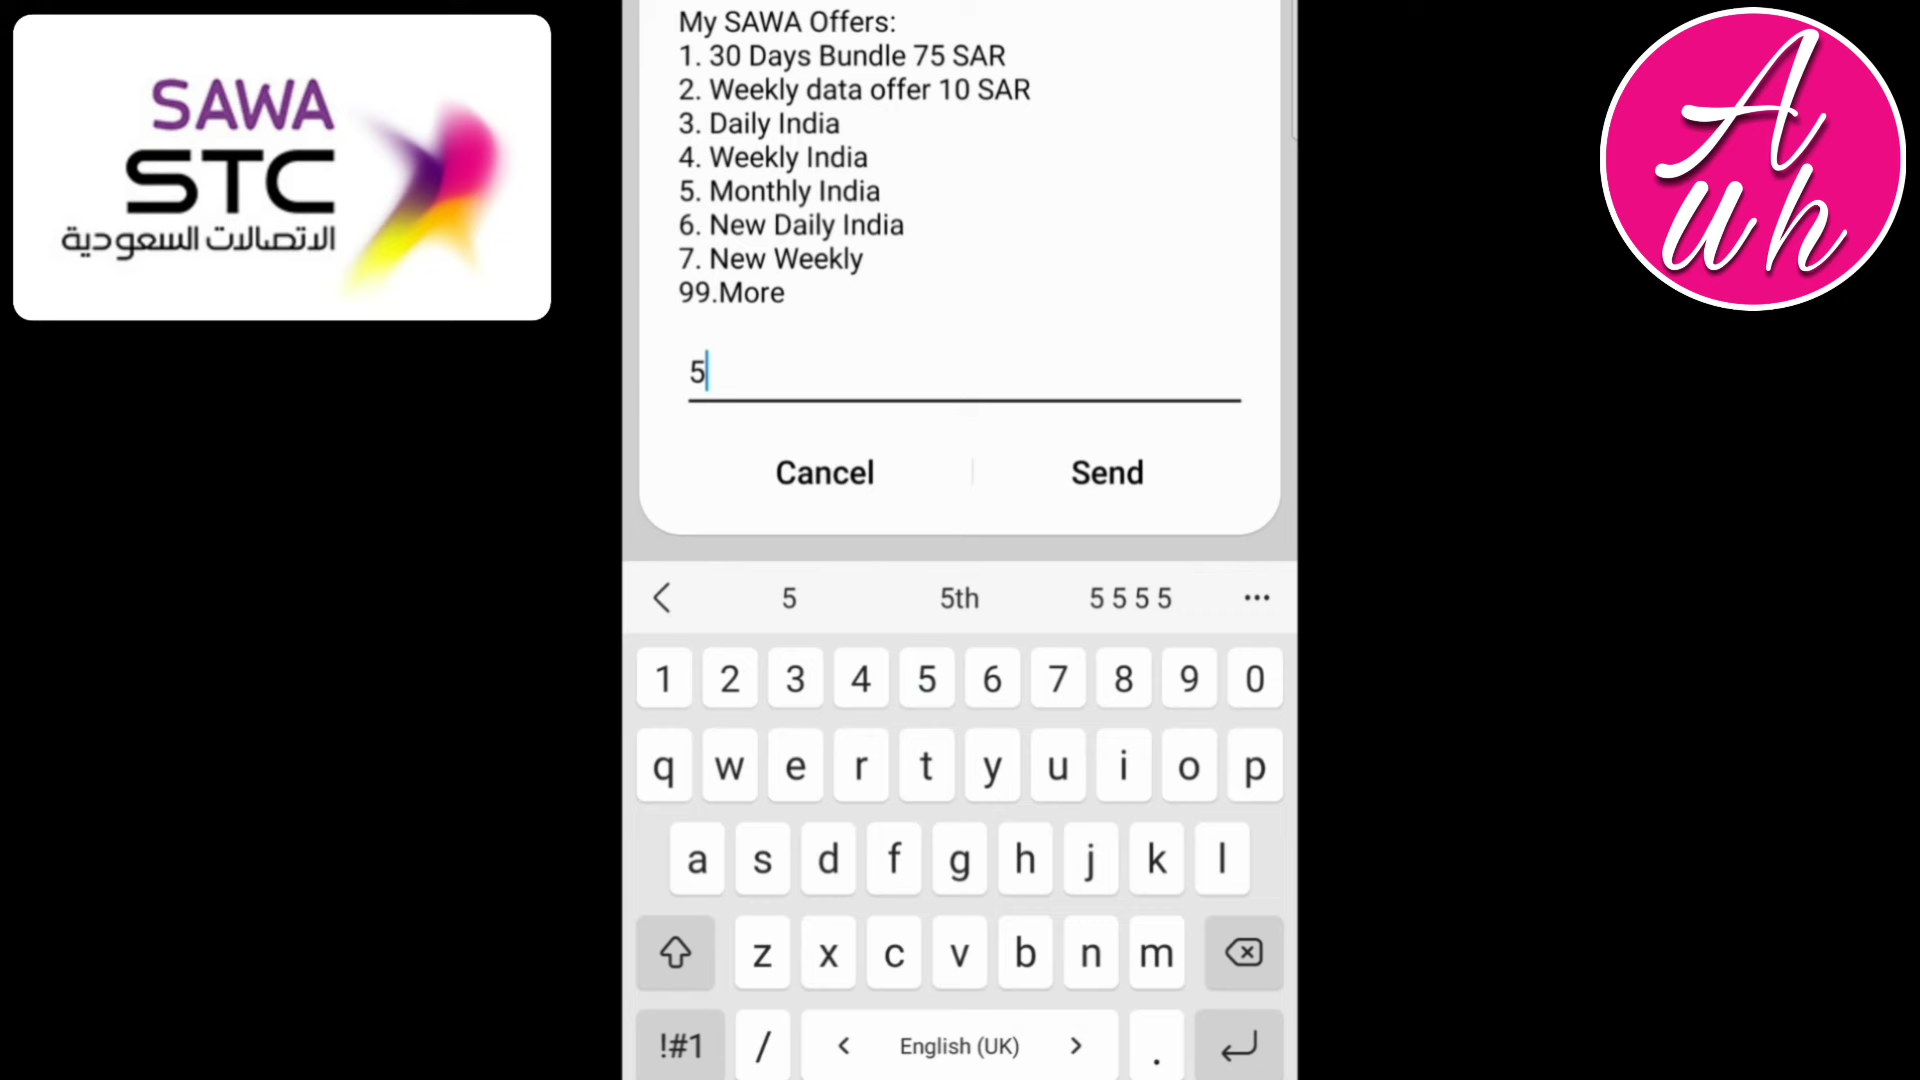 SAWA
STC
الاتصالات السعودية
My SAWA Offers:
1. 30 Days Bundle 75 SAR
2. Weekly data offer 10 SAR
3. Daily India
4. Weekly India
5. Monthly India
6. New Daily India
7. New Weekly
99.More
5
Cancel
Send
5 5th 5 5 5 5 ...
1 2 3 4 5 6 7 8 9 0
q w e r t y u i o p
a s d f g h j k l
z x c v b n m
!#1 / < English (UK) > .
A
uh